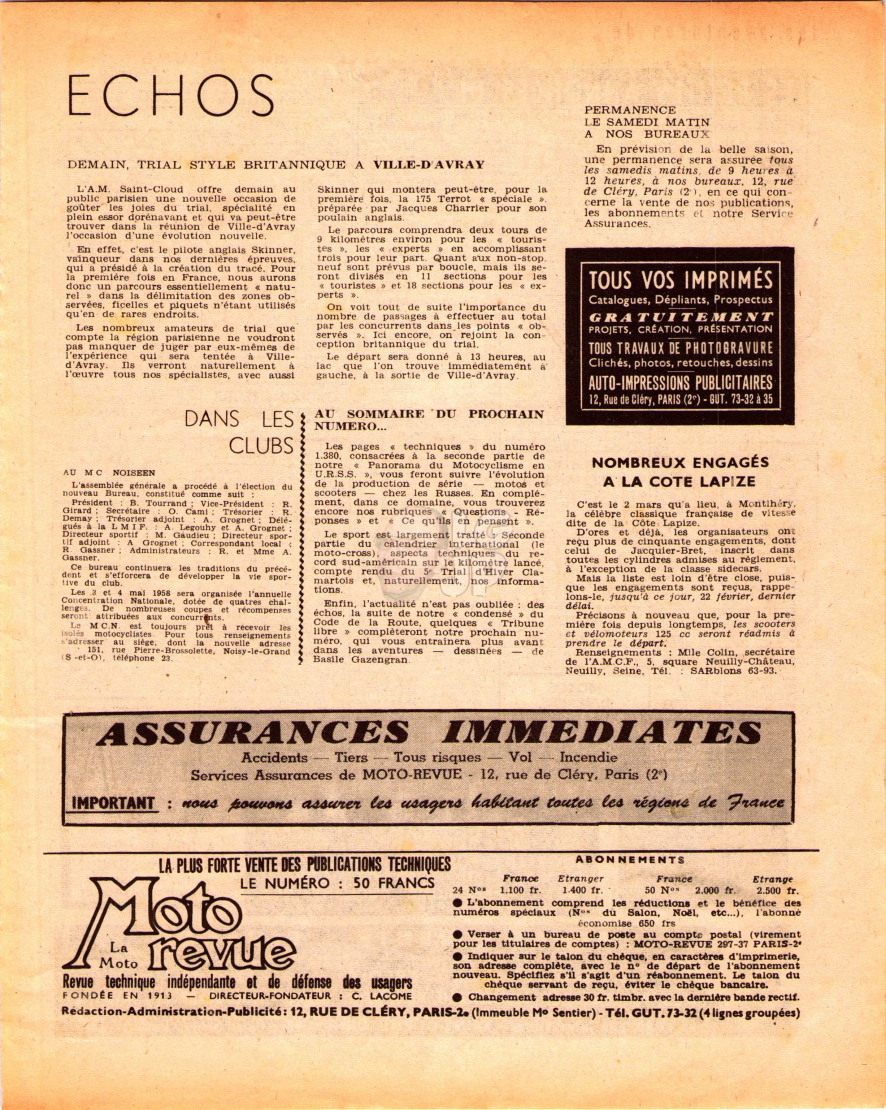 ECHOS
DEMAIN, TRIAL STYLE BRITANNIQUE A VILLE-D'AVRAY
L'A.M. Saint-Cloud offre demain au
public parisien une nouvelle occasion de
goûter les joies du trial, spécialité en
plein essor dorénavant et qui va peut-être
trouver dans la réunion de Ville-d'Avray
l'occasion d'une évolution nouvelle.
En effet, c'est le pilote anglais Skinner,
vainqueur dans nos dernières épreuves,
qui a présidé à la création du tracé. Pour
la première fois en France, nous aurons
donc un parcours essentiellement « natu-
rel » dans la délimitation des zones ob-
servées, ficelles et piquets n'étant utilisés
qu'en de rares endroits.
Les nombreux amateurs de trial que
compte la région parisienne ne voudront
pas manquer de juger par eux-mêmes de
l'expérience qui sera tentée à Ville-
d'Avray. Ils verront naturellement à
l'œuvre tous nos spécialistes, avec aussi
Skinner qui montera peut-être, pour la
première fois, la 175 Terrot « spéciale »,
préparée par Jacques Charrier pour son
poulain anglais.
Le parcours comprendra deux tours de
9 kilomètres environ pour les « touris-
tes », les « experts » en accomplissant
trois pour leur part. Quant aux non-stop,
neuf sont prévus par boucle, mais ils se-
ront divisés en 11 sections pour les
« touristes » et 18 sections pour les « ex-
perts ».
On voit tout de suite l'importance du
nombre de passages à effectuer au total
par les concurrents dans les points « ob-
servés ». Ici encore, on rejoint la con-
ception britannique du trial.
Le départ sera donné à 13 heures, au
lac que l'on trouve immédiatement à
gauche, à la sortie de Ville-d'Avray.
DANS LES
CLUBS
AU MC NOISEEN
L'assemblée générale a procédé à l'élection du
nouveau Bureau, constitué comme suit :
Président : B. Tourrand ; Vice-Président : R.
Girard ; Secrétaire : O. Cami ; Trésorier : R.
Demay ; Trésorier adjoint : A. Grognet ; Délé-
gués à la L M I F. : A. Legouhy et A. Grognet ;
Directeur sportif : M. Gaudieu ; Directeur spor-
tif adjoint : A. Grognet ; Correspondant local :
R. Gassner ; Administrateurs : R. et Mme A.
Gassner.
Ce bureau continuera les traditions du précé-
dent et s'efforcera de développer la vie spor-
tive du club.
Les 3 et 4 mai 1958 sera organisée l'annuelle
Concentration Nationale, dotée de quatres chal-
lenges. De nombreuses coupes et récompenses
seront attribuées aux concurrents.
Le M.C.N. est toujours prêt à recevoir les
isolés motocyclistes. Pour tous renseignements
s'adresser au siège, dont la nouvelle adresse
151, rue Pierre-Brossolette, Noisy-le-Grand
(S.-et-O), téléphone 23.
AU SOMMAIRE DU PROCHAIN
NUMERO...
Les pages « techniques » du numéro
1.380, consacrées à la seconde partie de
notre « Panorama du Motocyclisme en
U.R.S.S. », vous feront suivre l'évolution
de la production de série — motos et
scooters — chez les Russes. En complé-
ment, dans ce domaine, vous trouverez
encore nos rubriques « Questions - Ré-
ponses » et « Ce qu'ils en pensent ».
Le sport est largement traité : Seconde
partie du calendrier international (le
moto-cross), aspects techniques du re-
cord sud-américain sur le kilomètre lancé,
compte rendu du 5e Trial d'Hiver Cla-
martois et, naturellement, nos informa-
tions.
Enfin, l'actualité n'est pas oubliée : des
échos, la suite de notre « condensé » du
Code de la Route, quelques « Tribune
libre » complèteront notre prochain nu-
méro, qui vous entraînera plus avant
dans les aventures — dessinées — de
Basile Gazengran.
PERMANENCE
LE SAMEDI MATIN
A NOS BUREAUX
En prévision de la belle saison,
une permanence sera assurée tous
les samedis matins, de 9 heures à
12 heures, à nos bureaux, 12, rue
de Cléry, Paris (2e), en ce qui con-
cerne la vente de nos publications,
les abonnements et notre Service
Assurances.
TOUS VOS IMPRIMÉS
Catalogues, Dépliants, Prospectus
GRATUITEMENT
PROJETS, CRÉATION, PRÉSENTATION
TOUS TRAVAUX DE PHOTOGRAVURE
Clichés, photos, retouches, dessins
AUTO-IMPRESSIONS PUBLICITAIRES
12, Rue de Cléry, PARIS (2e) - GUT. 73-32 à 35
NOMBREUX ENGAGÉS
A LA COTE LAPIZE
C'est le 2 mars qu'a lieu, à Montlhéry,
la célèbre classique française de vitesse
dite de la Côte Lapize.
D'ores et déjà, les organisateurs ont
reçu plus de cinquante engagements, dont
celui de Jacquier-Bret, inscrit dans
toutes les cylindres admises au règlement,
à l'exception de la classe sidecars.
Mais la liste est loin d'être close, puis-
que les engagements sont reçus, rappe-
lons-le, jusqu'à ce jour, 22 février, dernier
délai.
Précisons à nouveau que, pour la pre-
mière fois depuis longtemps, les scooters
et vélomoteurs 125 cc seront réadmis à
prendre le départ.
Renseignements : Mlle Colin, secrétaire
de l'A.M.C.F., 5, square Neuilly-Château,
Neuilly, Seine, Tél. : SARblons 63-93.
ASSURANCES IMMEDIATES
Accidents — Tiers — Tous risques — Vol — Incendie
Services Assurances de MOTO-REVUE - 12, rue de Cléry, Paris (2e)
IMPORTANT : nous pouvons assurer les usagers habitant toutes les régions de France
LA PLUS FORTE VENTE DES PUBLICATIONS TECHNIQUES
LE NUMÉRO : 50 FRANCS
Moto
revue
La
Moto
Revue technique indépendante et de défense des usagers
FONDÉE EN 1913 — DIRECTEUR-FONDATEUR : C. LACOME
ABONNEMENTS
France Etranger France Etrange
24 Nos 1.100 fr. 1.400 fr. 50 Nos 2.000 fr. 2.500 fr.
● L'abonnement comprend les réductions et le bénéfice des
numéros spéciaux (Nos du Salon, Noël, etc...), l'abonné
économise 650 frs
● Verser à un bureau de poste au compte postal (virement
pour les titulaires de comptes) : MOTO-REVUE 297-37 PARIS-2e
● Indiquer sur le talon du chèque, en caractères d'imprimerie,
son adresse complète, avec le n° de départ de l'abonnement
nouveau. Spécifiez s'il s'agit d'un réabonnement. Le talon du
chèque servant de reçu, éviter le chèque bancaire.
● Changement adresse 30 fr. timbr. avec la dernière bande rectif.
Rédaction-Administration-Publicité : 12, RUE DE CLÉRY, PARIS-2e (Immeuble Mo Sentier) - Tél. GUT. 73-32 (4 lignes groupées)